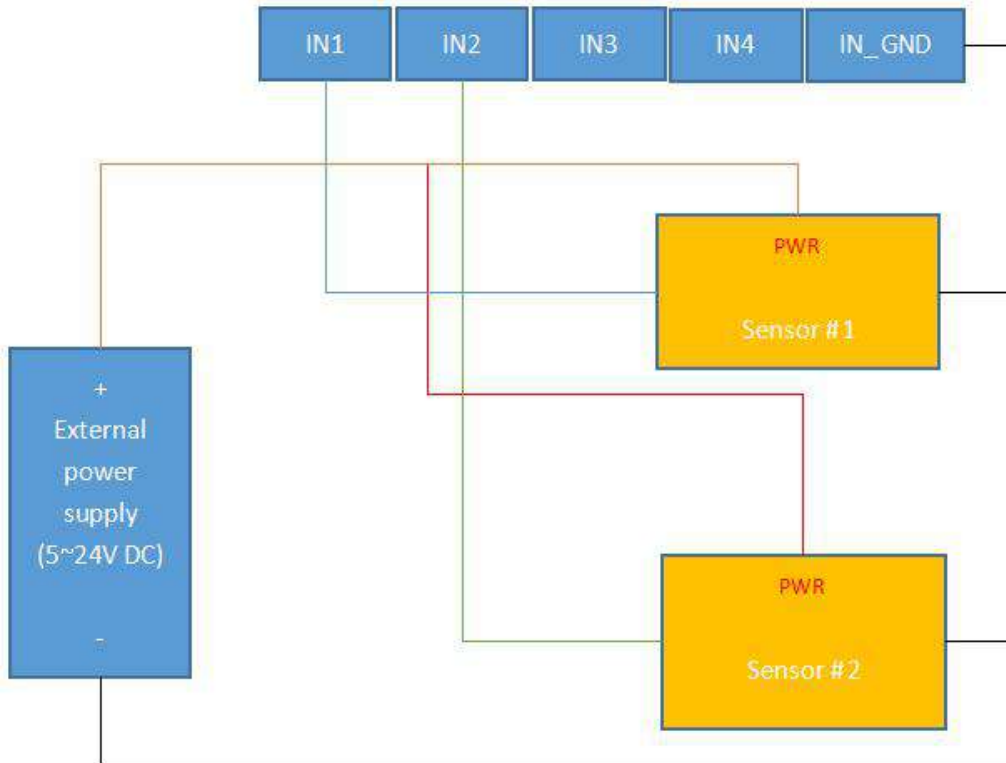 IN1
IN2
IN3
IN4
IN_GND
PWR
Sensor #1
+
External
power
supply
(5~24V DC)
-
PWR
Sensor #2